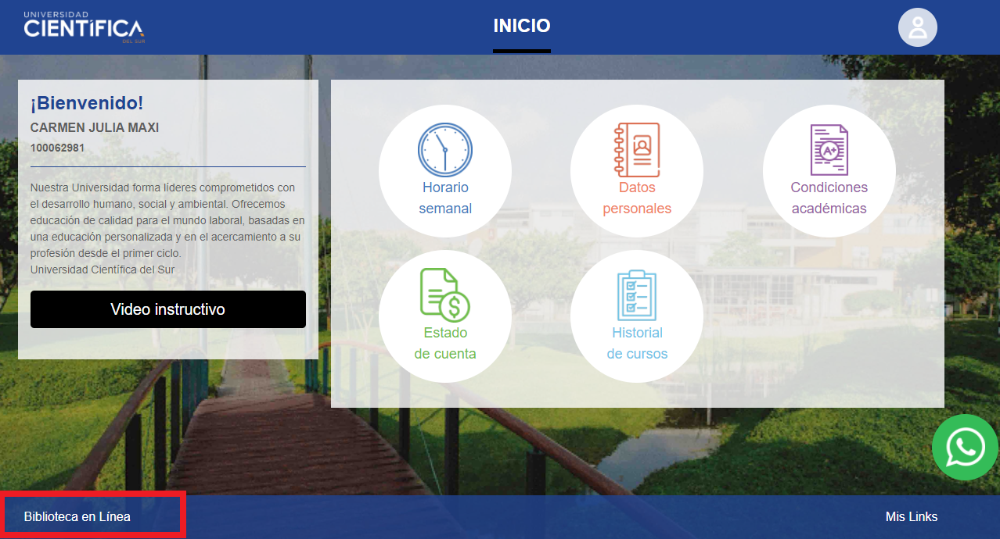 UNIVERSIDAD
CIENTÍFICA
DEL SUR
INICIO
¡Bienvenido!
CARMEN JULIA MAXI
100062981
Nuestra Universidad forma líderes comprometidos con
el desarrollo humano, social y ambiental. Ofrecemos
educación de calidad para el mundo laboral, basadas en
una educación personalizada y en el acercamiento a su
profesión desde el primer ciclo.
Universidad Científica del Sur
Video instructivo
Horario
semanal
Datos
personales
A+
Condiciones
académicas
$
Estado
de cuenta
Historial
de cursos
Biblioteca en Línea
Mis Links